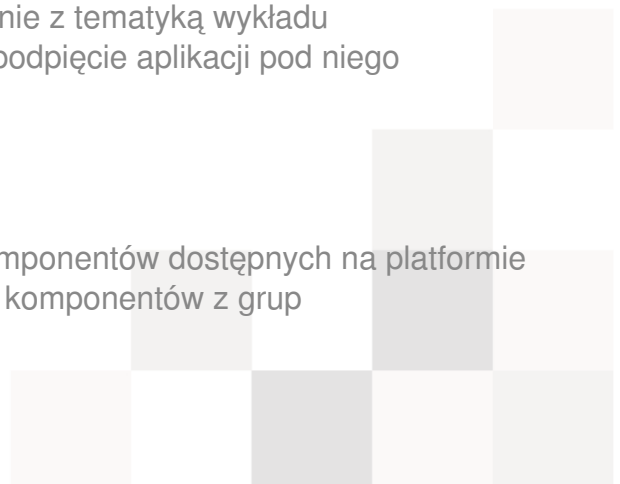 nie z tematyką wykładu
podpięcie aplikacji pod niego
mponentów dostępnych na platformie
komponentów z grup